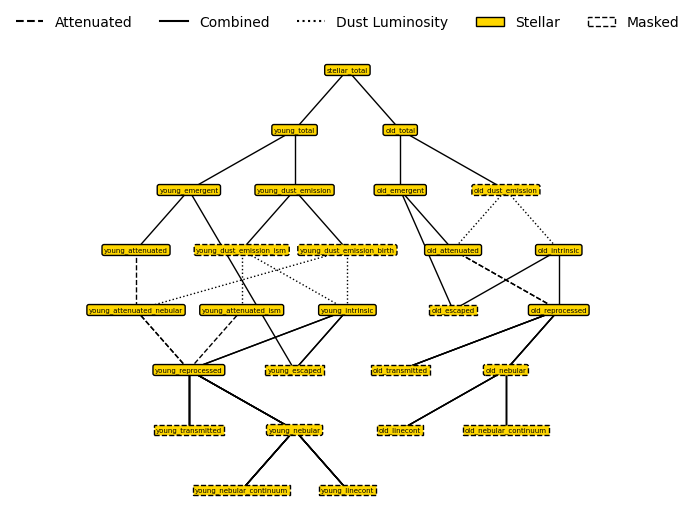 Attenuated Combined Dust Luminosity Stellar Masked
stellar_total
young_total old_total
young_emergent young_dust_emission old_emergent old_dust_emission
young_attenuated young_dust_emission_ism young_dust_emission_birth old_attenuated old_intrinsic
young_attenuated_nebular young_attenuated_ism young_intrinsic old_escaped old_reprocessed
young_reprocessed young_escaped old_transmitted old_nebular
young_transmitted young_nebular old_linecont old_nebular_continuum
young_nebular_continuum young_linecont